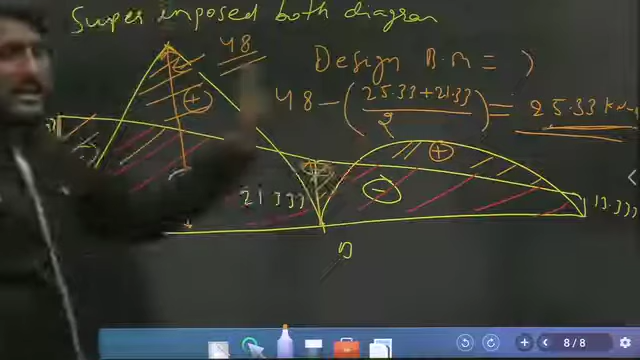 Super imposed both diagram
48
Design B.M =
48 - (25.33+21.33 / 2) = 25.33 KN-m
21.333
13.333
B
8/8